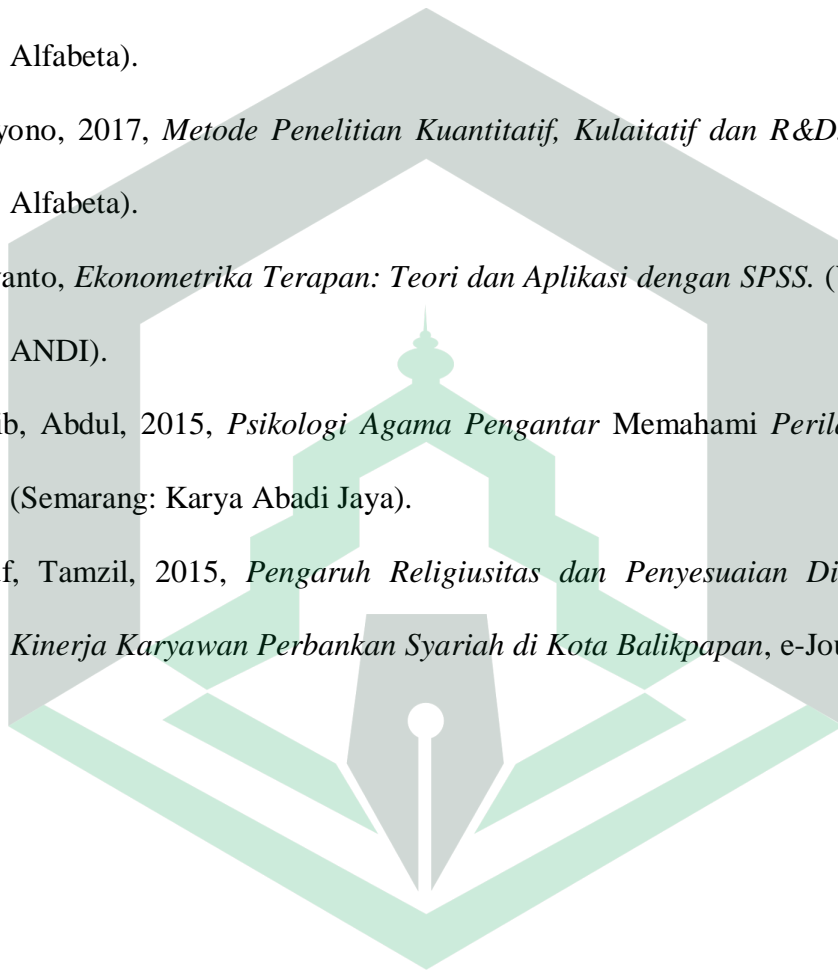 Alfabeta).
yono, 2017, Metode Penelitian Kuantitatif, Kulaitatif dan R&D.
Alfabeta).
anto, Ekonometrika Terapan: Teori dan Aplikasi dengan SPSS. (
ANDI).
ib, Abdul, 2015, Psikologi Agama Pengantar Memahami Perila
(Semarang: Karya Abadi Jaya).
f, Tamzil, 2015, Pengaruh Religiusitas dan Penyesuaian Di
Kinerja Karyawan Perbankan Syariah di Kota Balikpapan, e-Jou